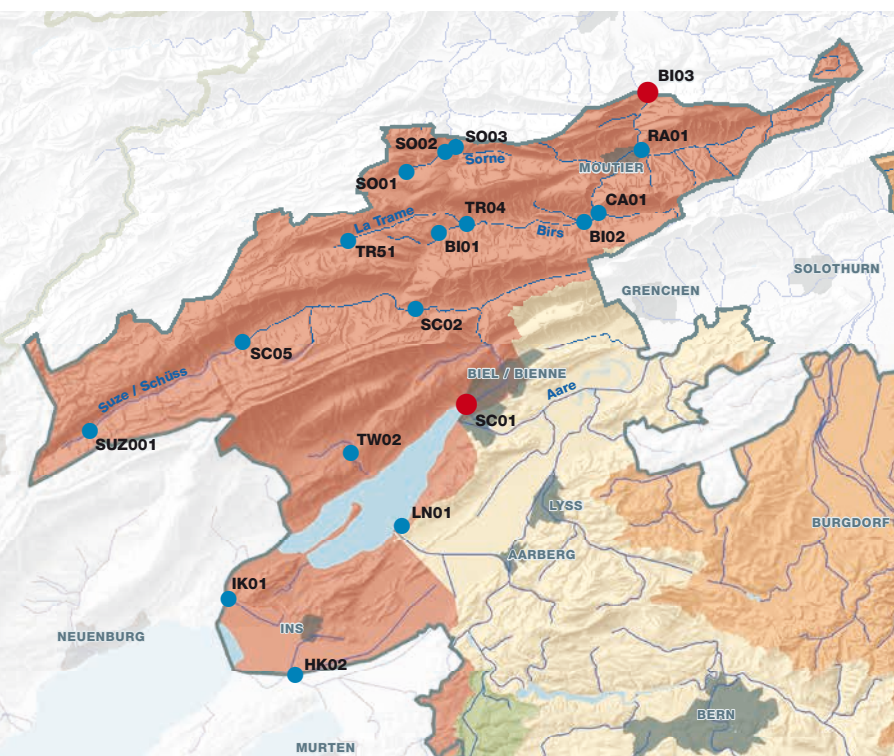 BI03
SO02
SO03
RA01
Sorne
MOUTIER
SO01
CA01
TR04
La Trame
Birs
BI02
BI01
TR51
SOLOTHURN
GRENCHEN
SC02
SC05
BIEL / BIENNE
Suze / Schüss
Aare
SC01
SUZ001
TW02
LYSS
LN01
BURGDORF
AARBERG
IK01
INS
NEUENBURG
HK02
BERN
MURTEN